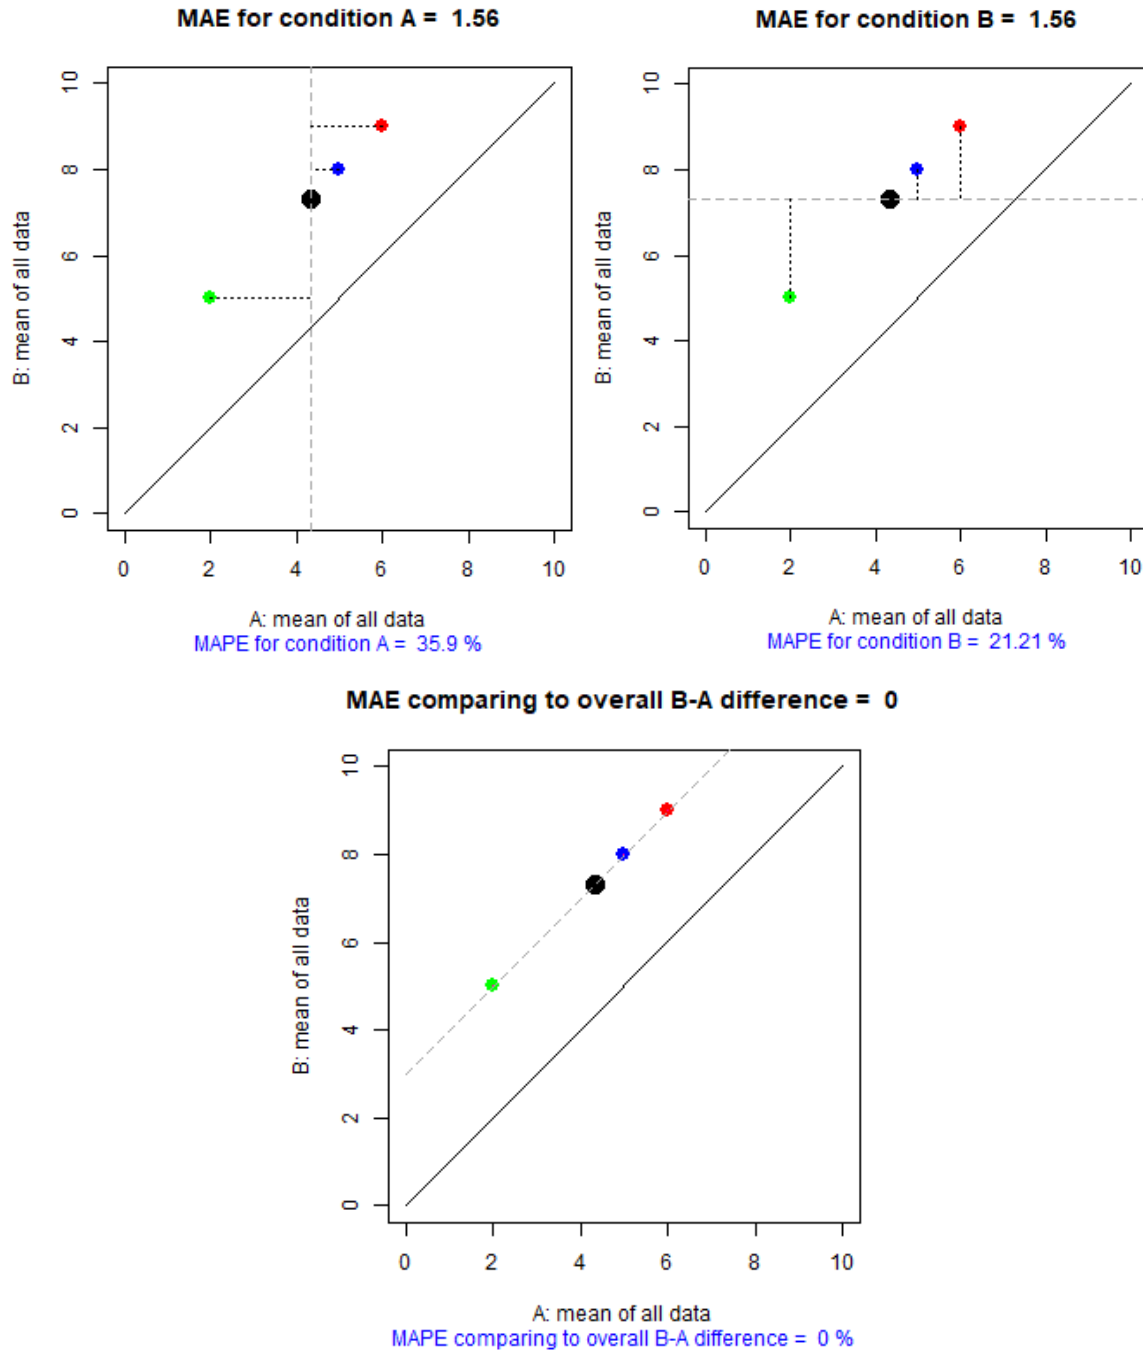 MAE for condition A =  1.56
10
8
6
4
2
0
B: mean of all data
0 2 4 6 8 10
A: mean of all data
MAPE for condition A =  35.9 %
MAE for condition B =  1.56
10
8
6
4
2
0
B: mean of all data
0 2 4 6 8 10
A: mean of all data
MAPE for condition B =  21.21 %
MAE comparing to overall B-A difference =  0
10
8
6
4
2
0
B: mean of all data
0 2 4 6 8 10
A: mean of all data
MAPE comparing to overall B-A difference =  0 %